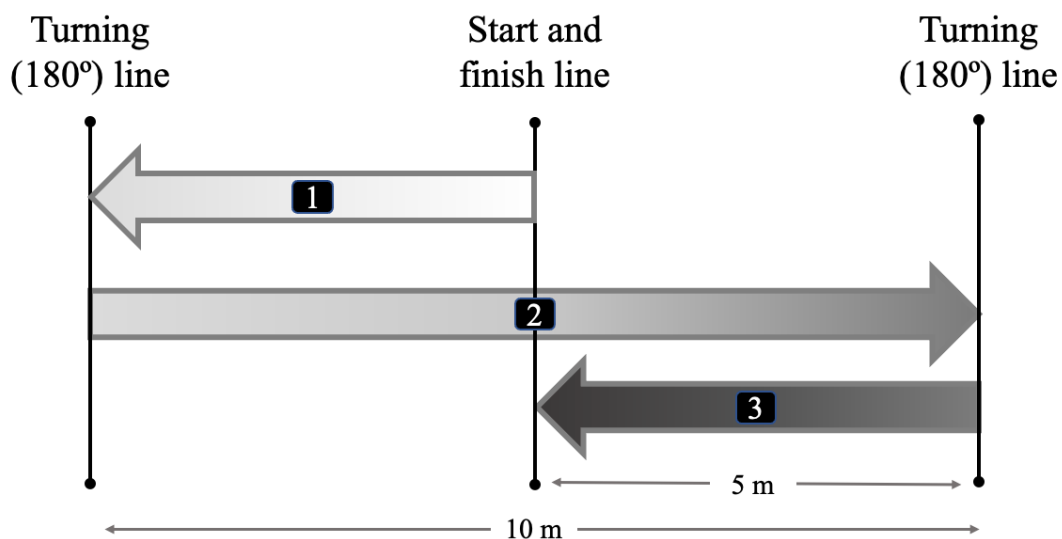 Turning
(180º) line
Start and
finish line
Turning
(180º) line
1
2
3
5 m
10 m